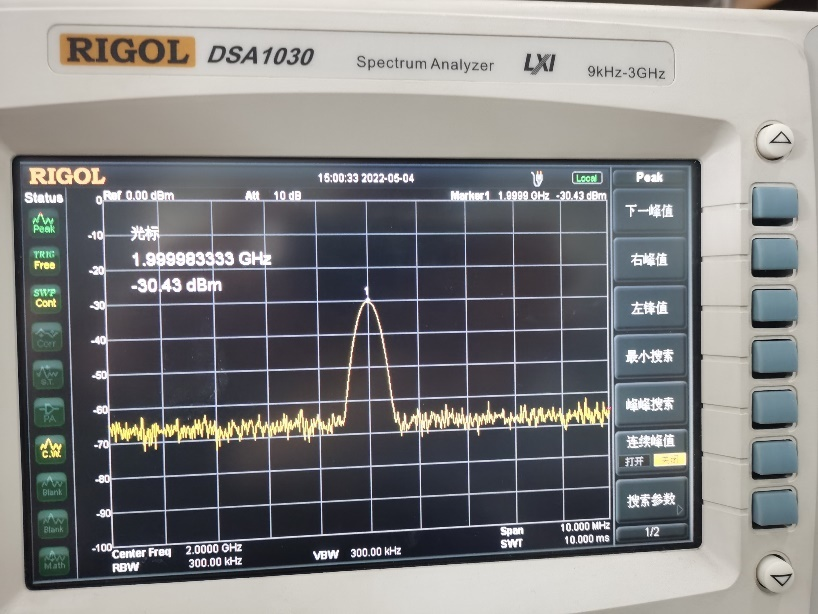 RIGOL DSA1030 Spectrum Analyzer LXI 9kHz-3GHz
RIGOL 15:00:33 2022-05-04 Local Peak
Status Ref 0.00 dBm Att 10 dB Marker1 1.9999 GHz -30.43 dBm
0
-10
-20
-30
-40
-50
-60
-70
-80
-90
-100
光标
1.999983333 GHz
-30.43 dBm
1
Peak
TRIG
Free
SWP
Cont
Corr
PA
C.W.
Blank
Blank
Math
下一峰值
右峰值
左锋值
最小搜索
峰峰搜索
连续峰值
打开 关闭
搜索参数
1/2
Center Freq 2.0000 GHz Span 10.000 MHz
RBW 300.00 kHz VBW 300.00 kHz SWT 10.000 ms